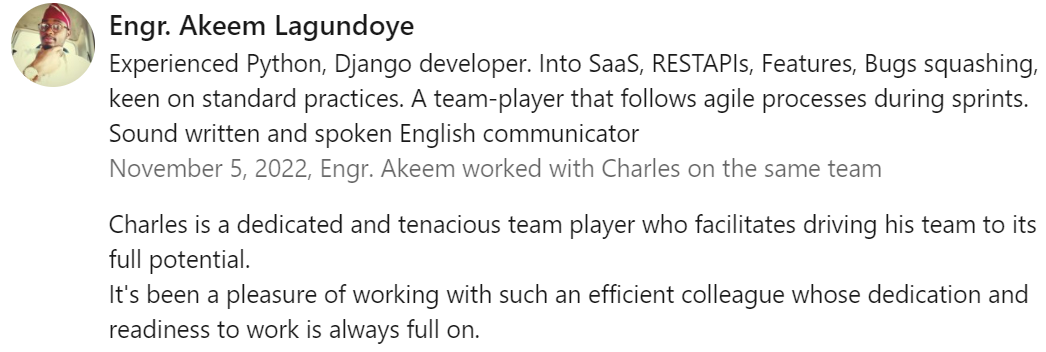 Engr. Akeem Lagundoye
Experienced Python, Django developer. Into SaaS, RESTAPIs, Features, Bugs squashing,
keen on standard practices. A team-player that follows agile processes during sprints.
Sound written and spoken English communicator
November 5, 2022, Engr. Akeem worked with Charles on the same team
Charles is a dedicated and tenacious team player who facilitates driving his team to its
full potential.
It's been a pleasure of working with such an efficient colleague whose dedication and
readiness to work is always full on.